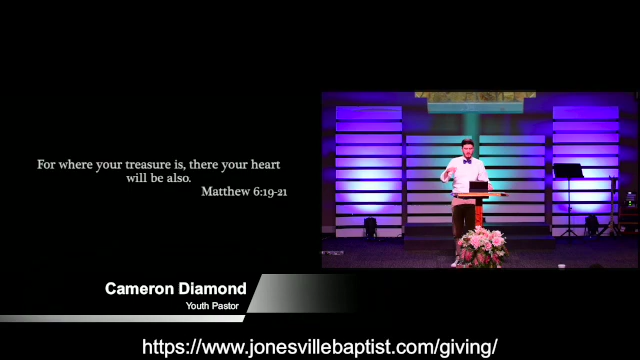 For where your treasure is, there your heart
will be also.
Matthew 6:19-21
Cameron Diamond
Youth Pastor
https://www.jonesvillebaptist.com/giving/